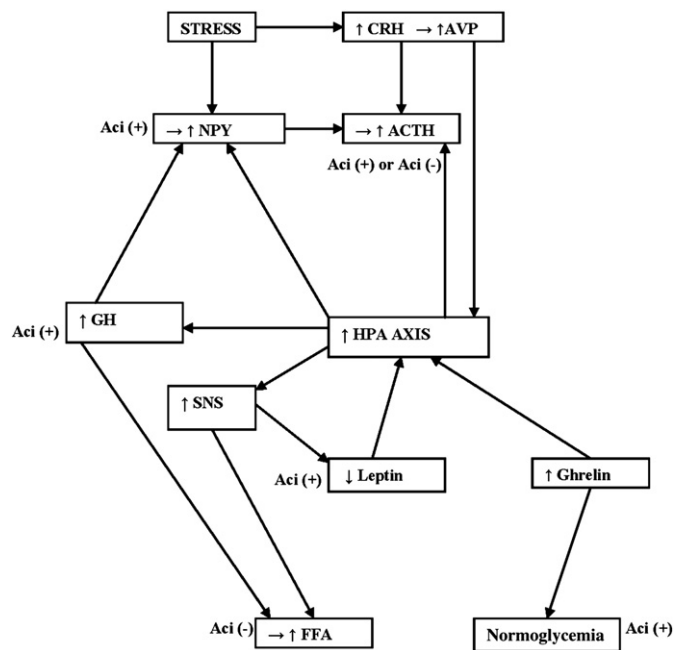 STRESS
↑ CRH → ↑AVP
Aci (+)
→ ↑ NPY
→ ↑ ACTH
Aci (+) or Aci (-)
Aci (+)
↑ GH
↑ HPA AXIS
↑ SNS
Aci (+)
↓ Leptin
↑ Ghrelin
Aci (-)
→ ↑ FFA
Normoglycemia
Aci (+)